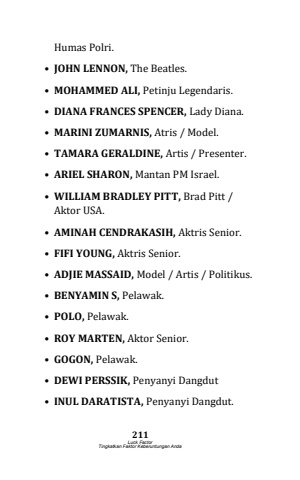 Humas Polri.
• JOHN LENNON, The Beatles.
• MOHAMMED ALI, Petinju Legendaris.
• DIANA FRANCES SPENCER, Lady Diana.
• MARINI ZUMARNIS, Atris / Model.
• TAMARA GERALDINE, Artis / Presenter.
• ARIEL SHARON, Mantan PM Israel.
• WILLIAM BRADLEY PITT, Brad Pitt /
Aktor USA.
• AMINAH CENDRAKASIH, Aktris Senior.
• FIFI YOUNG, Aktris Senior.
• ADJIE MASSAID, Model / Artis / Politikus.
• BENYAMIN S, Pelawak.
• POLO, Pelawak.
• ROY MARTEN, Aktor Senior.
• GOGON, Pelawak.
• DEWI PERSSIK, Penyanyi Dangdut
• INUL DARATISTA, Penyanyi Dangdut.
211
Luck Factor
Tingkatkan Faktor Keberuntungan Anda